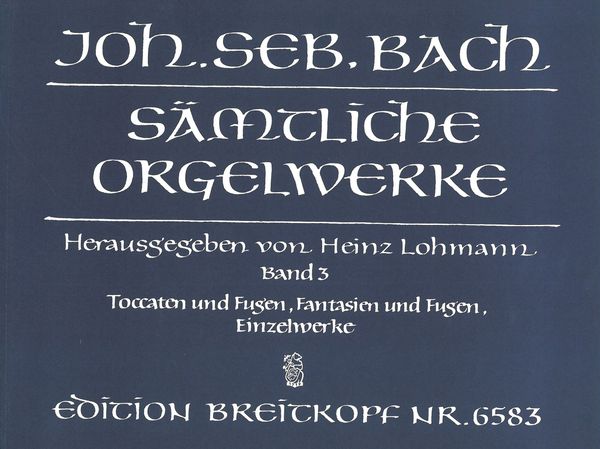 Joh. Seb. Bach
Sämtliche
Orgelwerke
Herausgegeben von Heinz Lohmann
Band 3
Toccaten und Fugen, Fantasien und Fugen,
Einzelwerke
Edition Breitkopf Nr. 6583